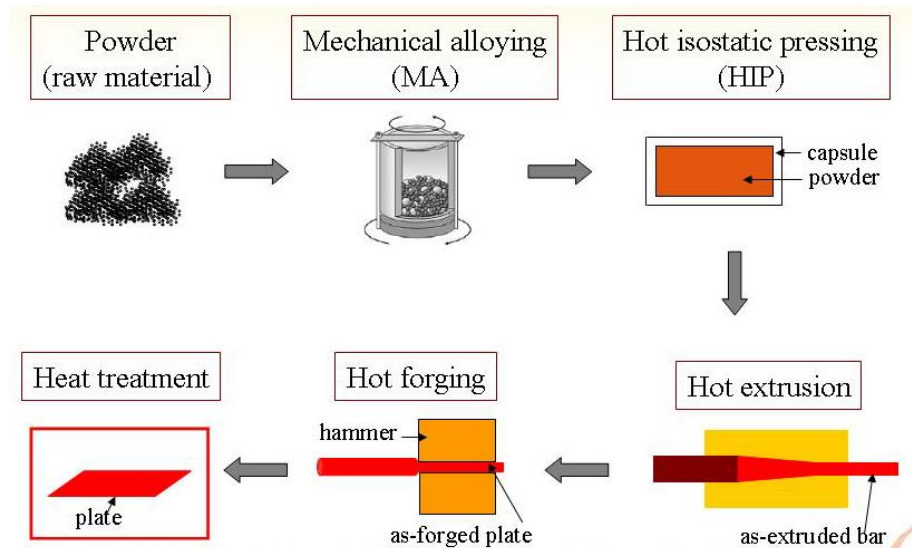 Powder
(raw material)
Mechanical alloying
(MA)
Hot isostatic pressing
(HIP)
capsule
powder
Heat treatment
Hot forging
Hot extrusion
hammer
plate
as-forged plate
as-extruded bar